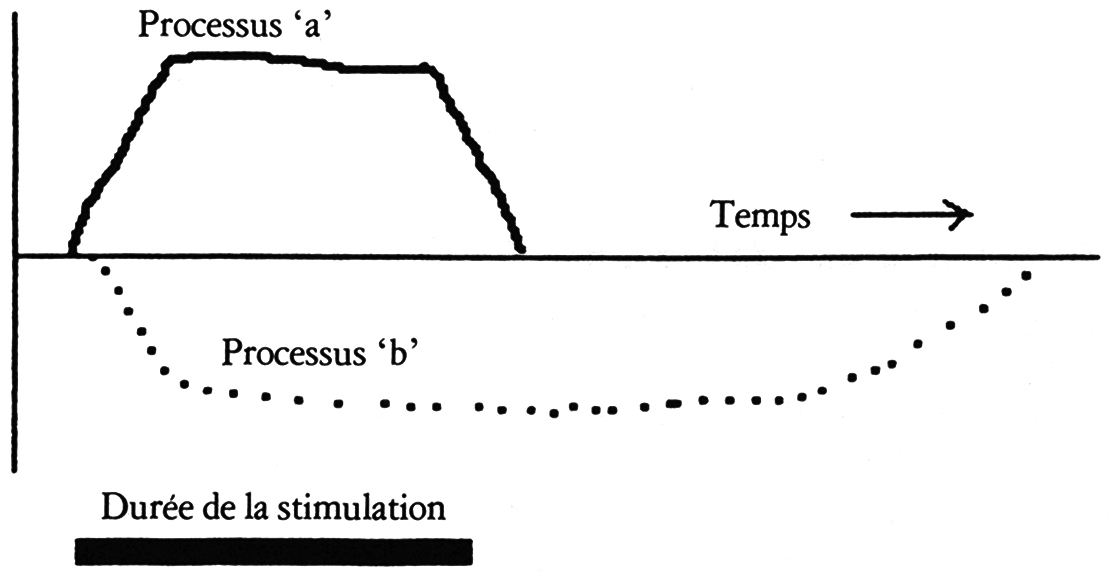 Processus ‘a’
Temps
Processus ‘b’
Durée de la stimulation